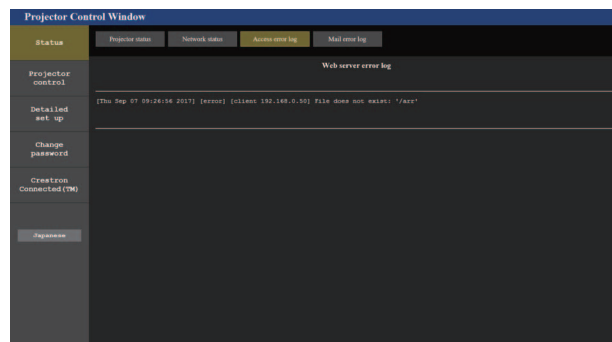 Projector Control Window
Status
Projector status
Network status
Access error log
Mail error log
Web server error log
Projector
control
[Thu Sep 07 09:26:56 2017] [error] [client 192.168.0.50] File does not exist: '/arr'
Detailed
set up
Change
password
Crestron
Connected(TM)
Japanese